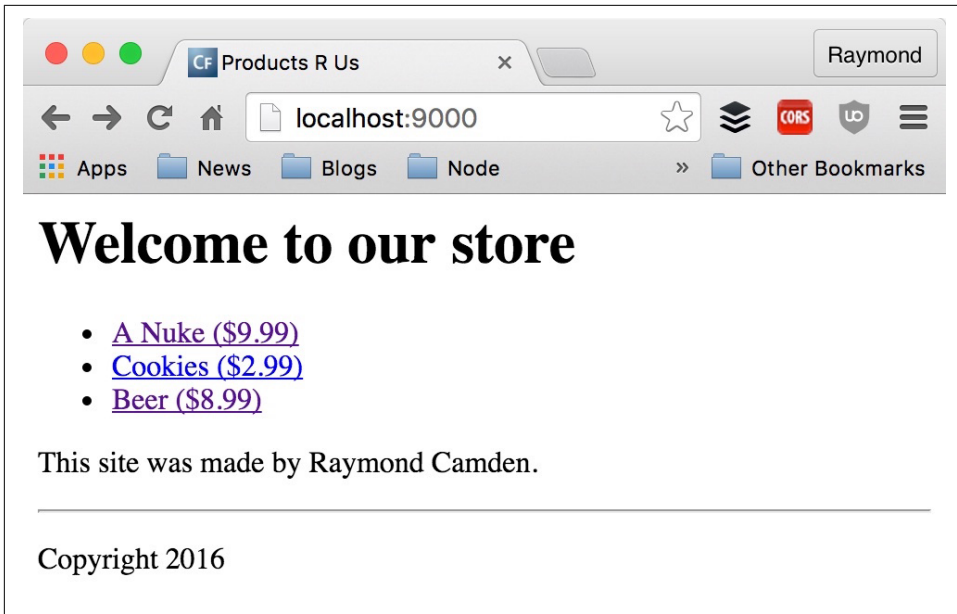 CF Products R Us
Raymond
localhost:9000
CORS
Apps
News
Blogs
Node
»
Other Bookmarks
Welcome to our store
• A Nuke ($9.99)
• Cookies ($2.99)
• Beer ($8.99)
This site was made by Raymond Camden.
Copyright 2016